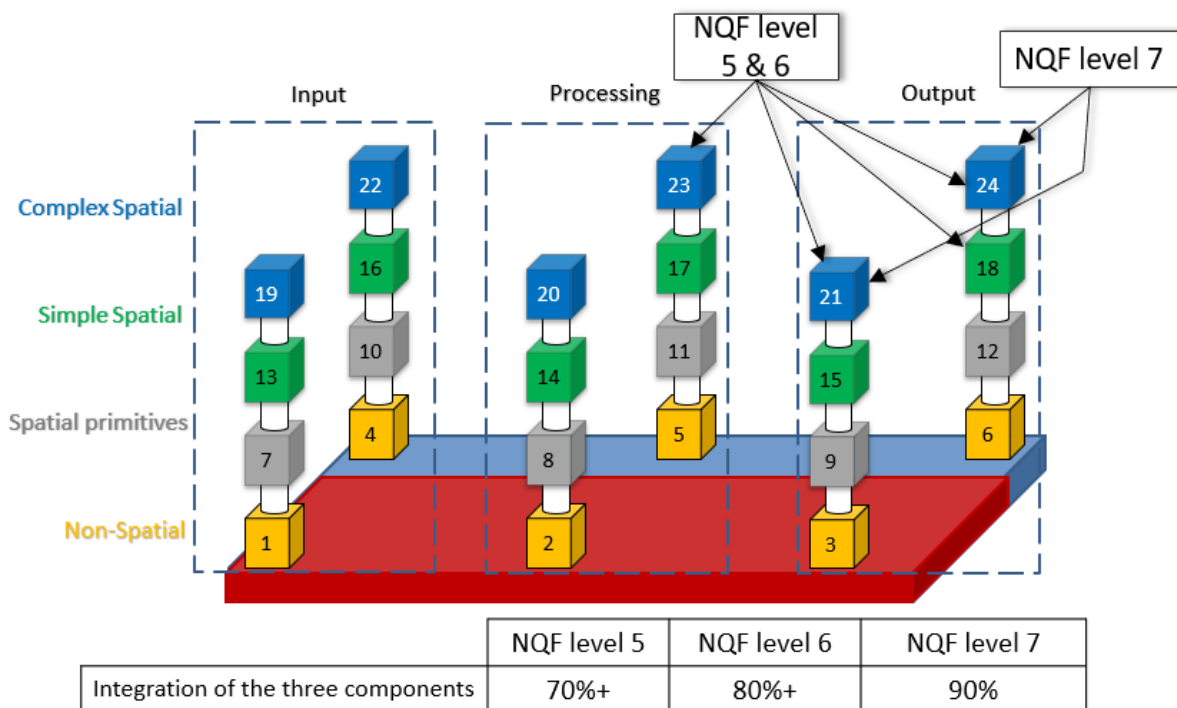 NQF level
5 & 6
NQF level 7
Input
Processing
Output
22
23
24
Complex Spatial
16
17
18
19
20
21
Simple Spatial
10
11
12
13
14
15
Spatial primitives
4
5
6
7
8
9
Non-Spatial
1
2
3
NQF level 5 NQF level 6 NQF level 7
Integration of the three components 70%+ 80%+ 90%